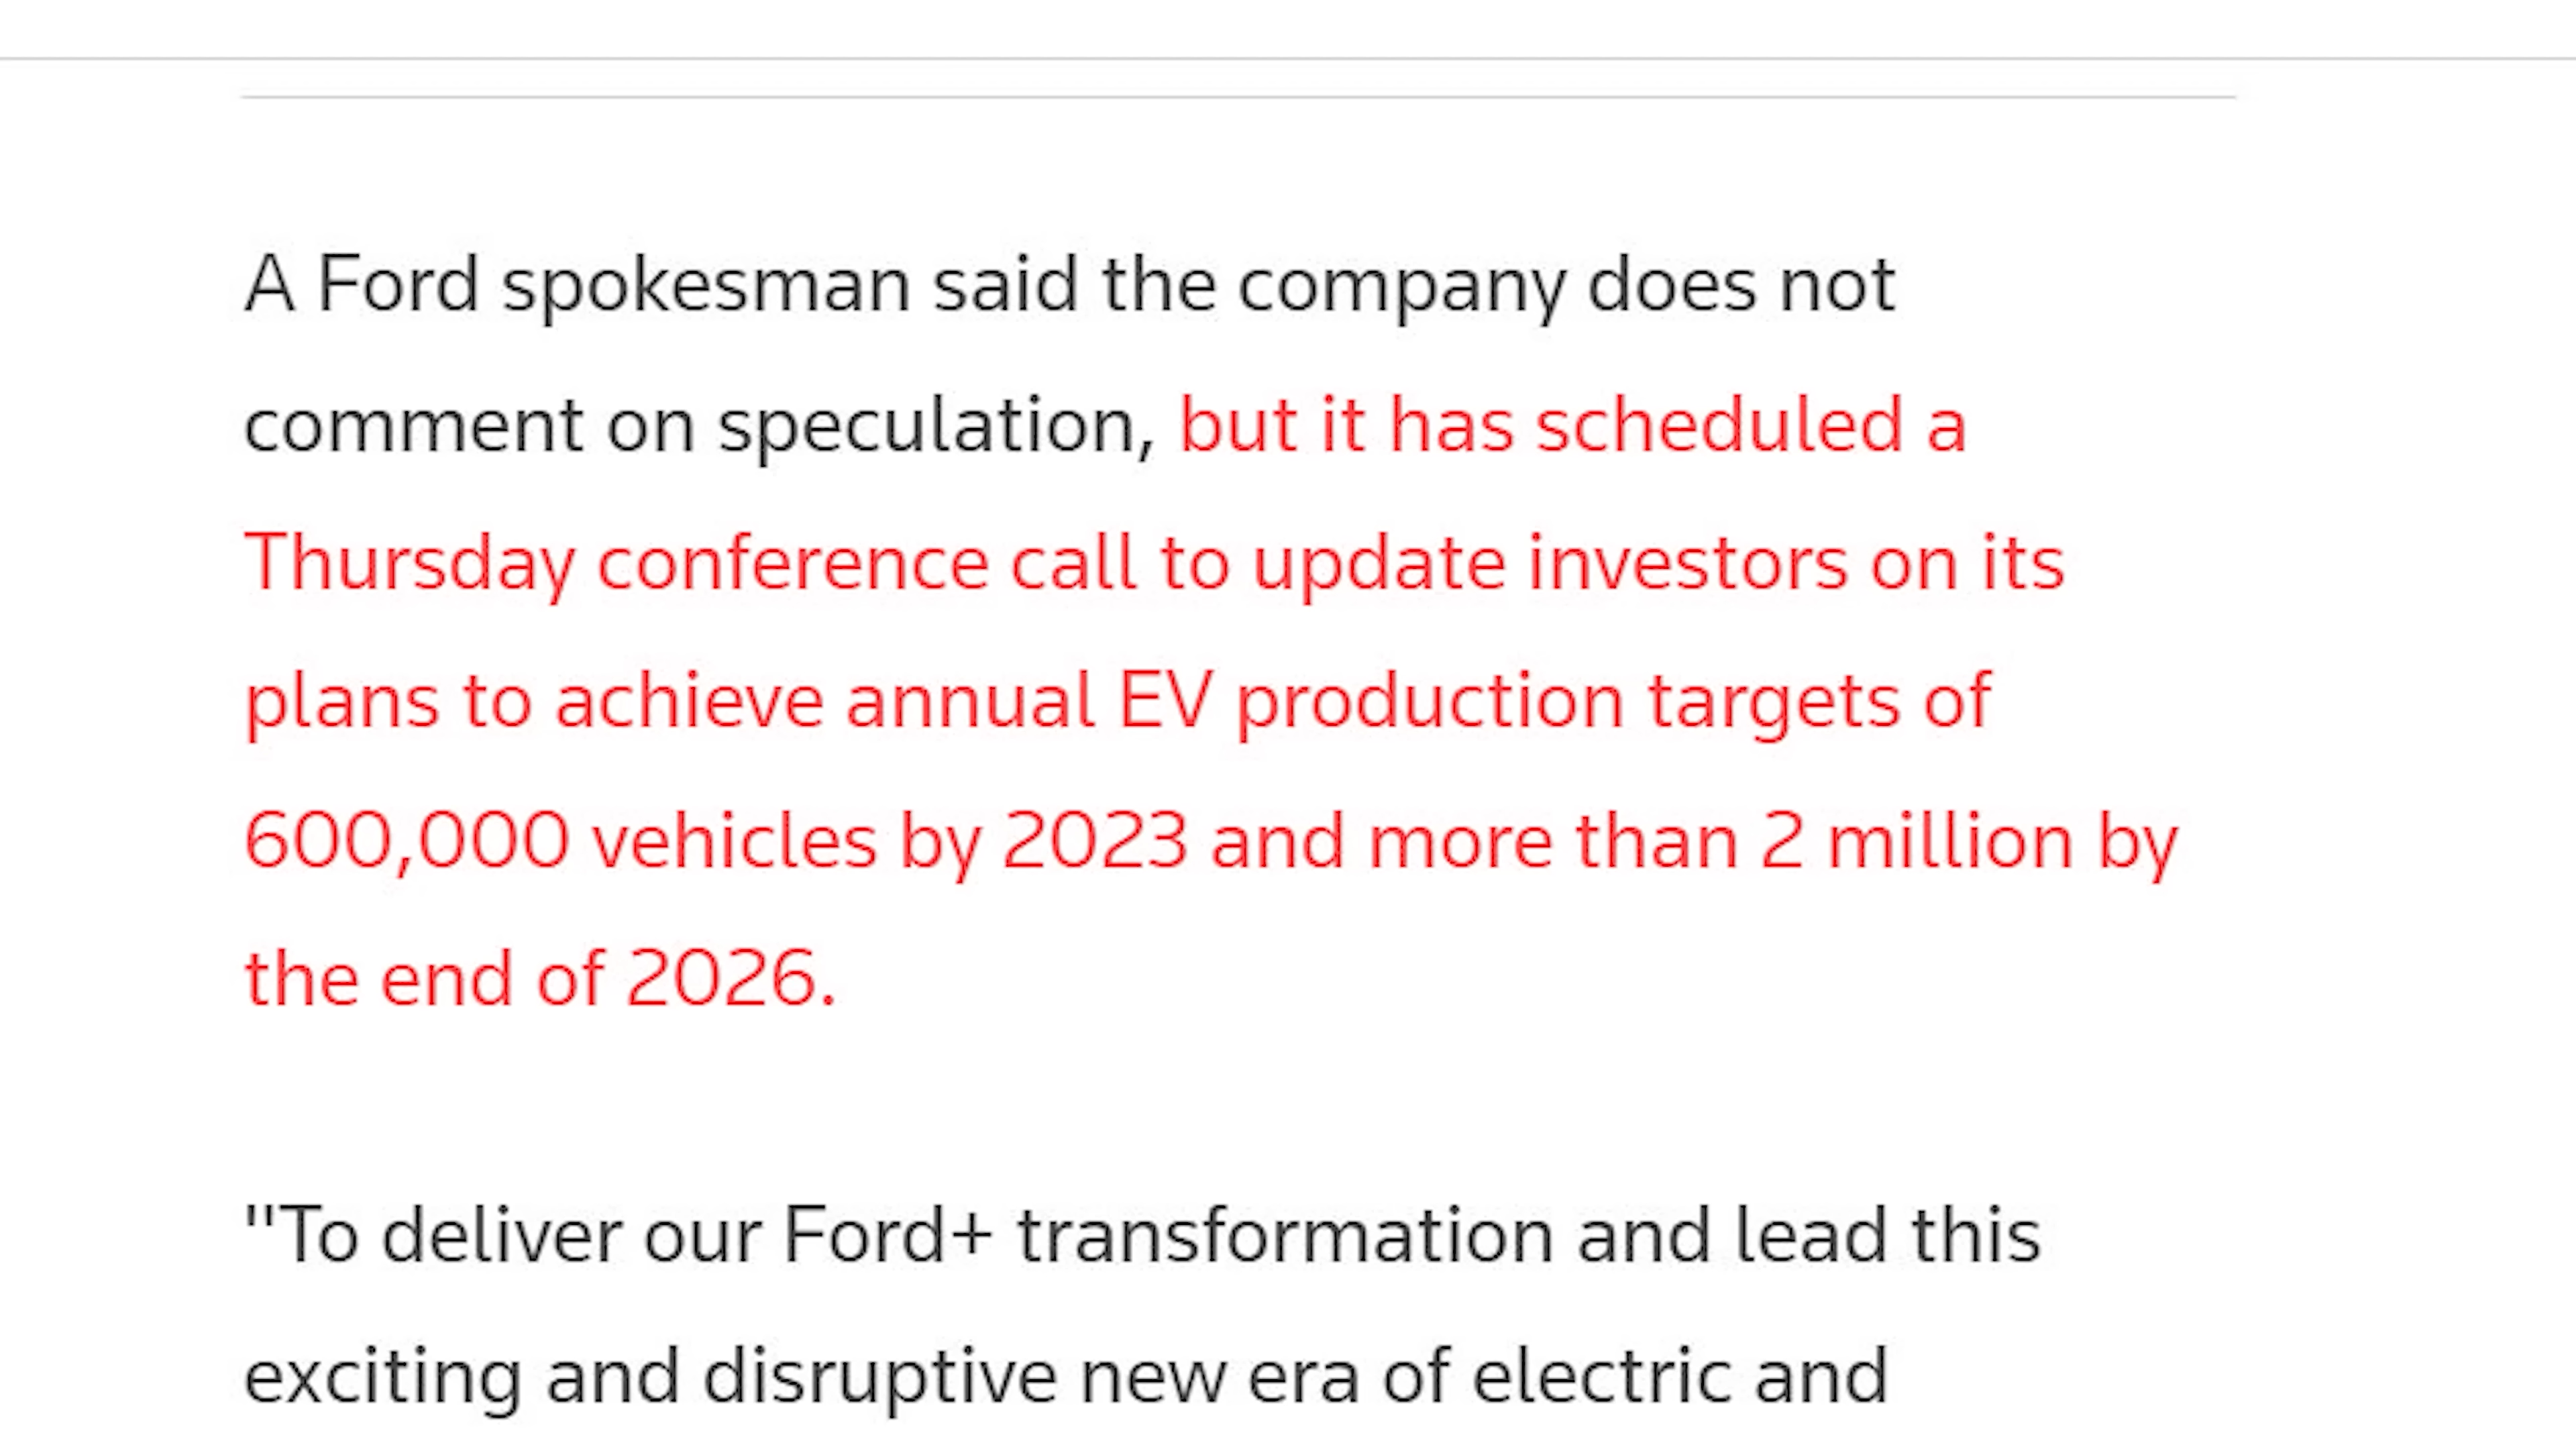 A Ford spokesman said the company does not
comment on speculation, but it has scheduled a
Thursday conference call to update investors on its
plans to achieve annual EV production targets of
600,000 vehicles by 2023 and more than 2 million by
the end of 2026.
"To deliver our Ford+ transformation and lead this
exciting and disruptive new era of electric and